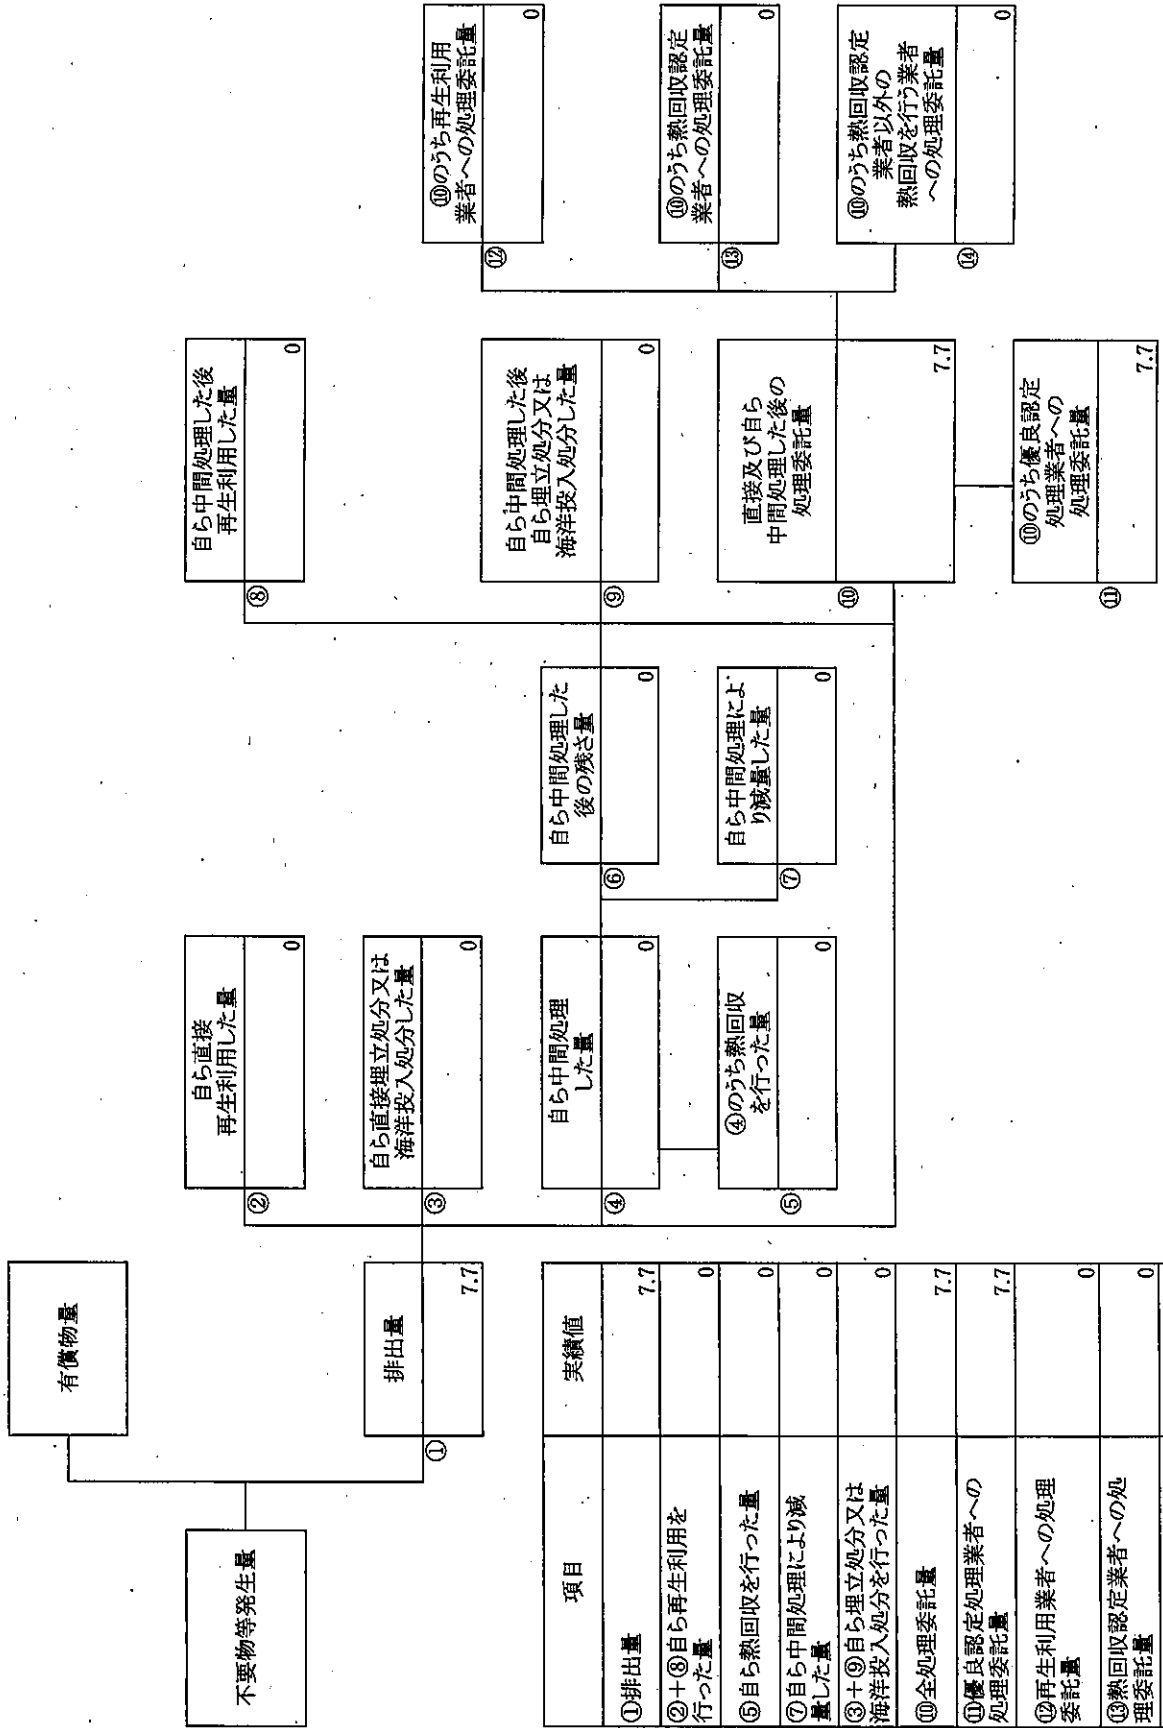 有償物量
不要物等発生量
排出量
①
7.7
自ら直接
再生利用した量
②
0
自ら直接埋立処分又は
海洋投入処分した量
③
0
自ら中間処理
した量
④
0
④のうち熱回収
を行った量
⑤
0
自ら中間処理した
後の残さ量
⑥
0
自ら中間処理によ
り減量した量
⑦
0
自ら中間処理した後
再生利用した量
⑧
0
自ら中間処理した後
自ら埋立処分又は
海洋投入処分した量
⑨
0
直接及び自ら
中間処理した後の
処理委託量
⑩
7.7
⑩のうち優良認定
処理業者への
処理委託量
⑪
7.7
⑩のうち再生利用
業者への処理委託量
⑫
0
⑩のうち熱回収認定
業者への処理委託量
⑬
0
⑩のうち熱回収認定
業者以外の
熱回収を行う業者
への処理委託量
⑭
0
項目 実績値
①排出量 7.7
②+⑧自ら再生利用を
行った量 0
⑤自ら熱回収を行った量 0
⑦自ら中間処理により減
量した量 0
③+⑨自ら埋立処分又は
海洋投入処分を行った量 0
⑩全処理委託量 7.7
⑪優良認定処理業者への
処理委託量 7.7
⑫再生利用業者への処理
委託量 0
⑬熱回収認定業者への処
理委託量 0